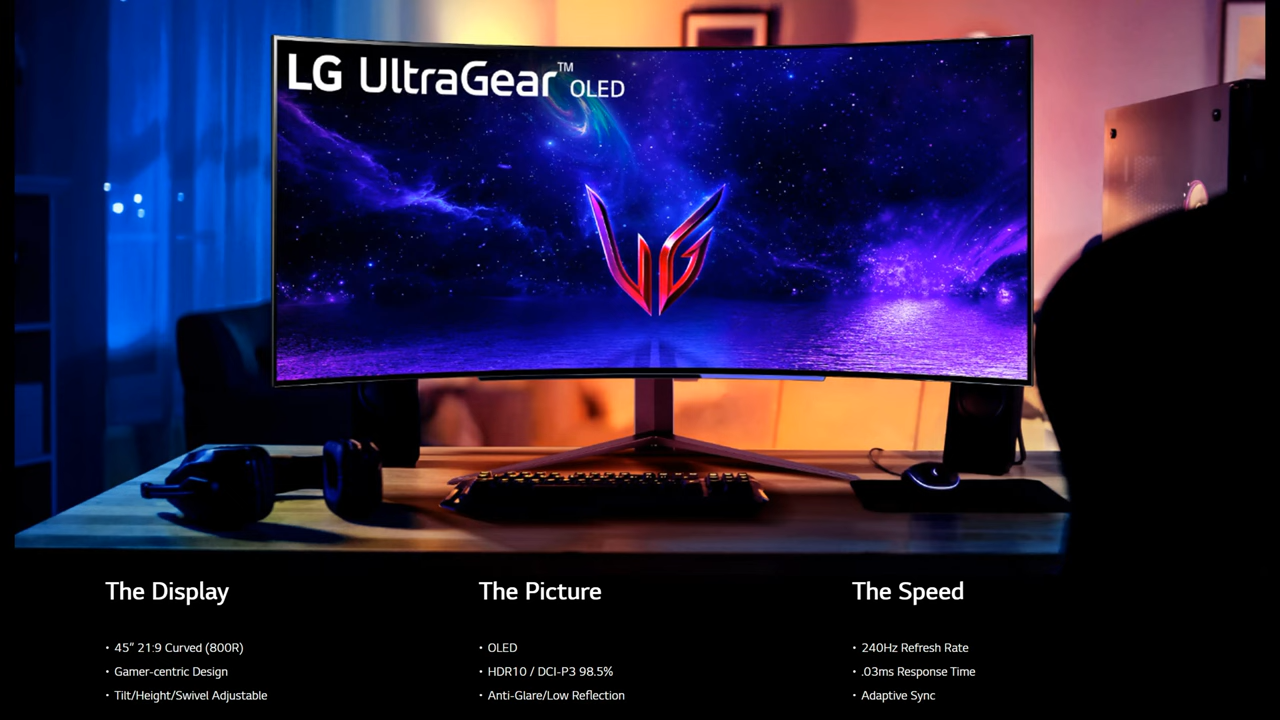 LG UltraGear™ OLED
The Display
• 45” 21:9 Curved (800R)
• Gamer-centric Design
• Tilt/Height/Swivel Adjustable
The Picture
• OLED
• HDR10 / DCI-P3 98.5%
• Anti-Glare/Low Reflection
The Speed
• 240Hz Refresh Rate
• .03ms Response Time
• Adaptive Sync